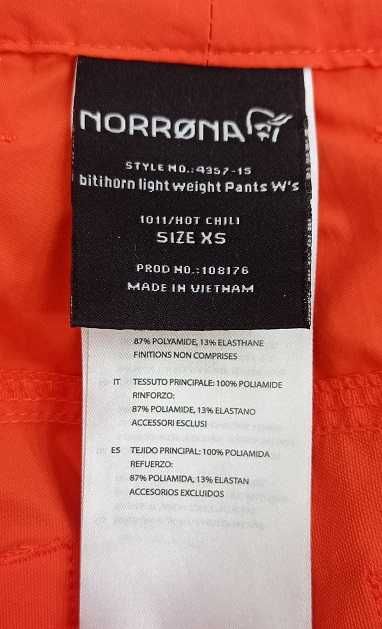 NORRØNA
STYLE NO.:4357-15
bitihorn light weight Pants W's
1011/HOT CHILI
SIZE XS
PROD NO.:108176
MADE IN VIETNAM
87% POLYAMIDE, 13% ELASTHANE
FINITIONS NON COMPRISES
IT TESSUTO PRINCIPALE: 100% POLIAMIDE
RINFORZO:
87% POLIAMIDE, 13% ELASTANO
ACCESSORI ESCLUSI
ES TEJIDO PRINCIPAL: 100% POLIAMIDA
REFUERZO:
87% POLIAMIDA, 13% ELASTAN
ACCESORIOS EXCLUIDOS